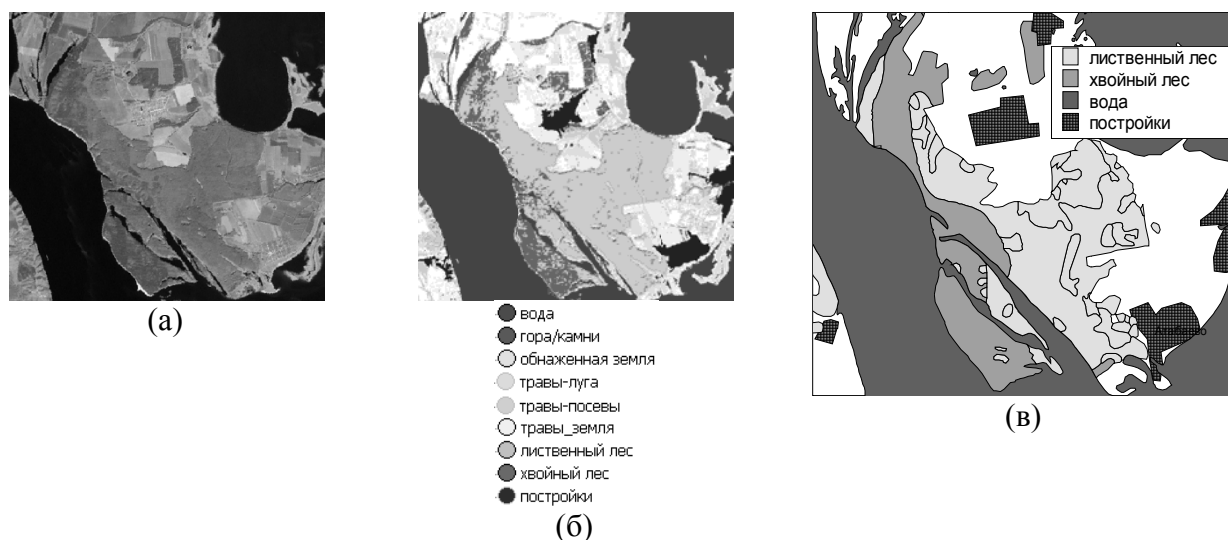 лиственный лес
хвойный лес
вода
постройки
(а)
вода
гора/камни
обнаженная земля
травы-луга
травы-посевы
травы_земля
лиственный лес
хвойный лес
постройки
(б)
(в)